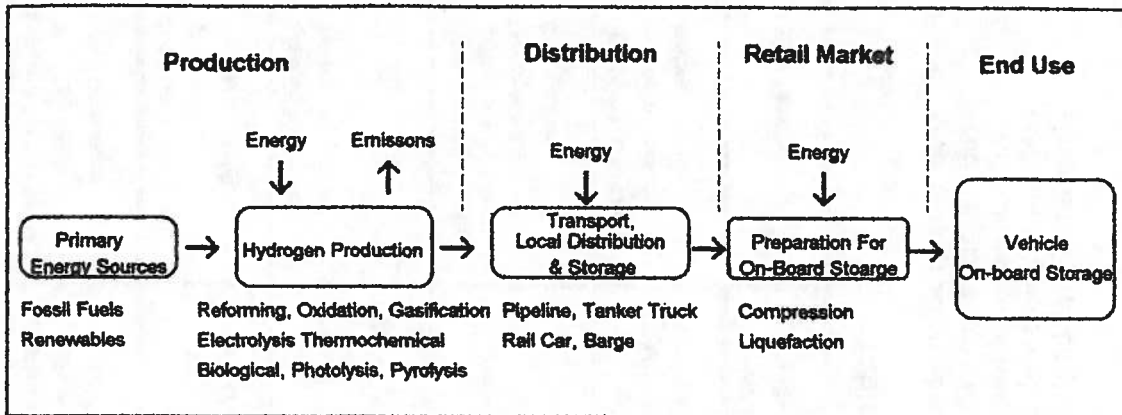 Production
Distribution
Retail Market
End Use
Energy
Emissons
Energy
Energy
Primary
Energy Sources
Hydrogen Production
Transport,
Local Distribution
& Storage
Preparation For
On-Board Stoarge
Vehicle
On-board Storage
Fossil Fuels
Renewables
Reforming, Oxidation, Gasification
Electrolysis Thermochemical
Biological, Photolysis, Pyrofysis
Pipeline, Tanker Truck
Rail Car, Barge
Compression
Liquefaction